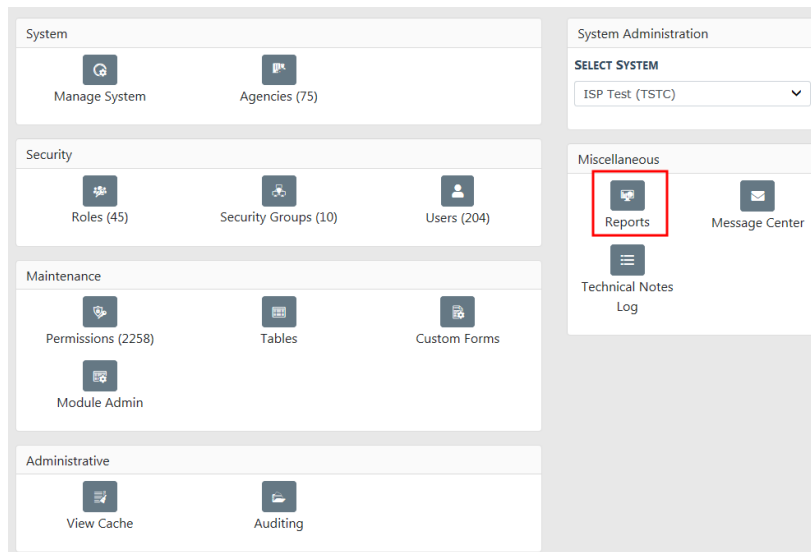 System
Manage System
Agencies (75)
Security
Roles (45)
Security Groups (10)
Users (204)
Maintenance
Permissions (2258)
Tables
Custom Forms
Module Admin
Administrative
View Cache
Auditing
System Administration
SELECT SYSTEM
ISP Test (TSTC)
Miscellaneous
Reports
Message Center
Technical Notes
Log